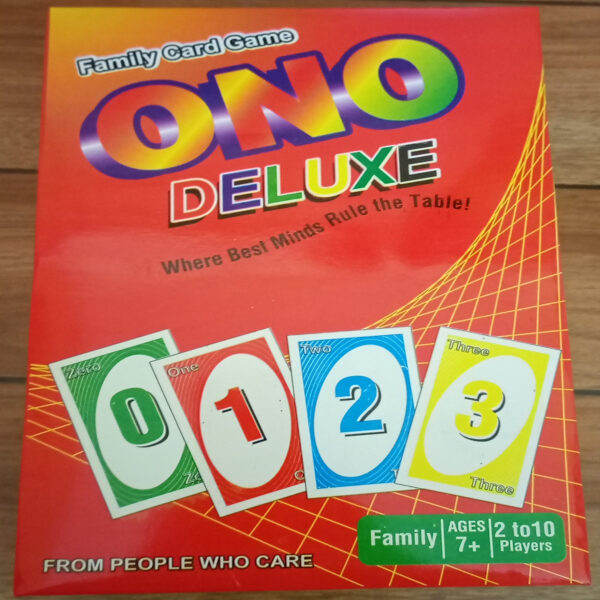 Family Card Game
ONO
DELUXE
Where Best Minds Rule the Table!
Zero
0
Zero
One
1
Two
2
Three
3
Three
Family
AGES
7+
2 to10
Players
FROM PEOPLE WHO CARE